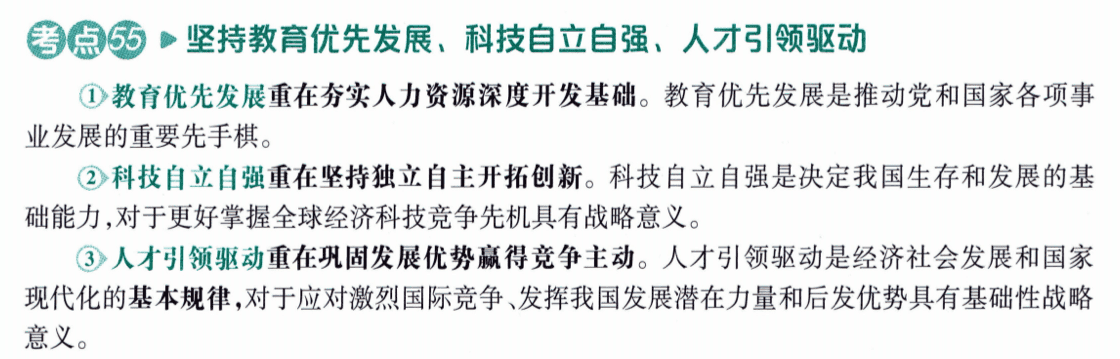 考点55 ▶ 坚持教育优先发展、科技自立自强、人才引领驱动
①教育优先发展重在夯实人力资源深度开发基础。教育优先发展是推动党和国家各项事
业发展的重要先手棋。
②科技自立自强重在坚持独立自主开拓创新。科技自立自强是决定我国生存和发展的基
础能力,对于更好掌握全球经济科技竞争先机具有战略意义。
③人才引领驱动重在巩固发展优势赢得竞争主动。人才引领驱动是经济社会发展和国家
现代化的基本规律,对于应对激烈国际竞争、发挥我国发展潜在力量和后发优势具有基础性战略
意义。